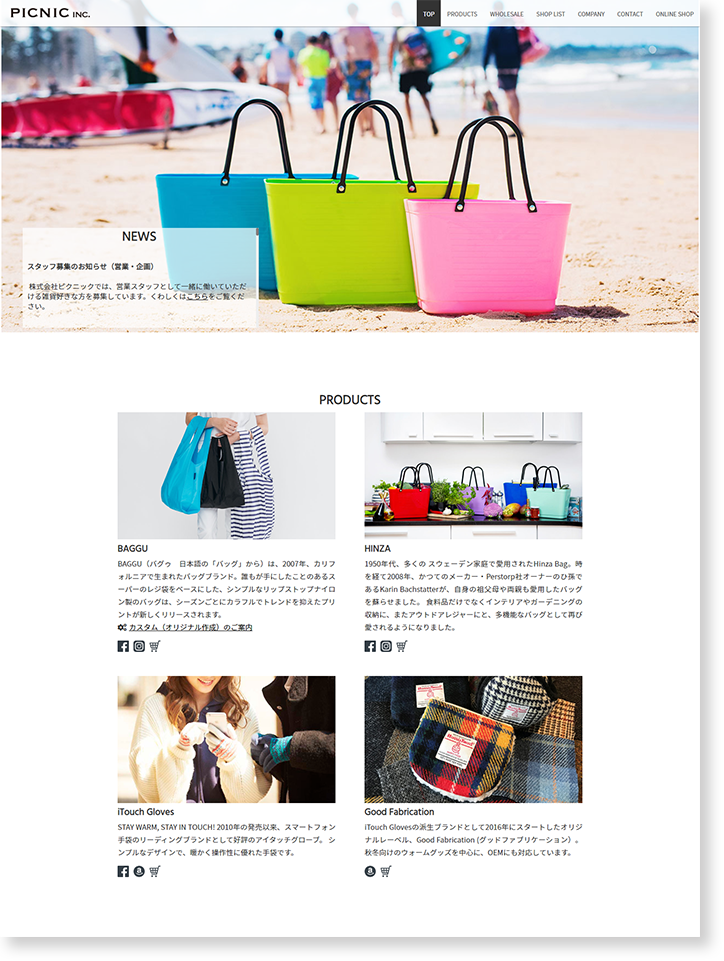 PICNIC INC.
TOP PRODUCTS WHOLESALE SHOP LIST COMPANY CONTACT ONLINE SHOP
NEWS
スタッフ募集のお知らせ（営業・企画）
株式会社ピクニックでは、営業スタッフとして一緒に働いていただ
ける雑貨好きな方を募集しています。くわしくはこちらをご覧くだ
さい。
PRODUCTS
BAGGU
BAGGU（バグゥ　日本語の「バッグ」から）は、2007年、カリフ
ォルニアで生まれたバッグブランド。誰もが手にしたことのあるス
ーパーのレジ袋をベースにした、シンプルなリップストップナイロ
ン製のバッグは、シーズンごとにカラフルでトレンドを抑えたプリ
ントが新しくリリースされます。
カスタム（オリジナル作成）のご案内
HINZA
1950年代、多くの スウェーデン家庭で愛用されたHinza Bag。時
を経て2008年、かつてのメーカー・Perstorp社オーナーのひ孫で
あるKarin Bachstatterが、自身の祖父母や両親も愛用したバッグ
を蘇らせました。 食料品だけでなくインテリアやガーデニングの
収納に、またアウトドアレジャーにと、多機能なバッグとして再び
愛されるようになりました。
iTouch Gloves
STAY WARM, STAY IN TOUCH! 2010年の発売以来、スマートフォン
手袋のリーディングブランドとして好評のアイタッチグローブ。 シ
ンプルなデザインで、暖かく操作性に優れた手袋です。
Good Fabrication
iTouch Glovesの派生ブランドとして2016年にスタートしたオリジ
ナルレーベル、Good Fabrication (グッドファブリケーション）。
秋冬向けのウォームグッズを中心に、OEMにも対応しています。